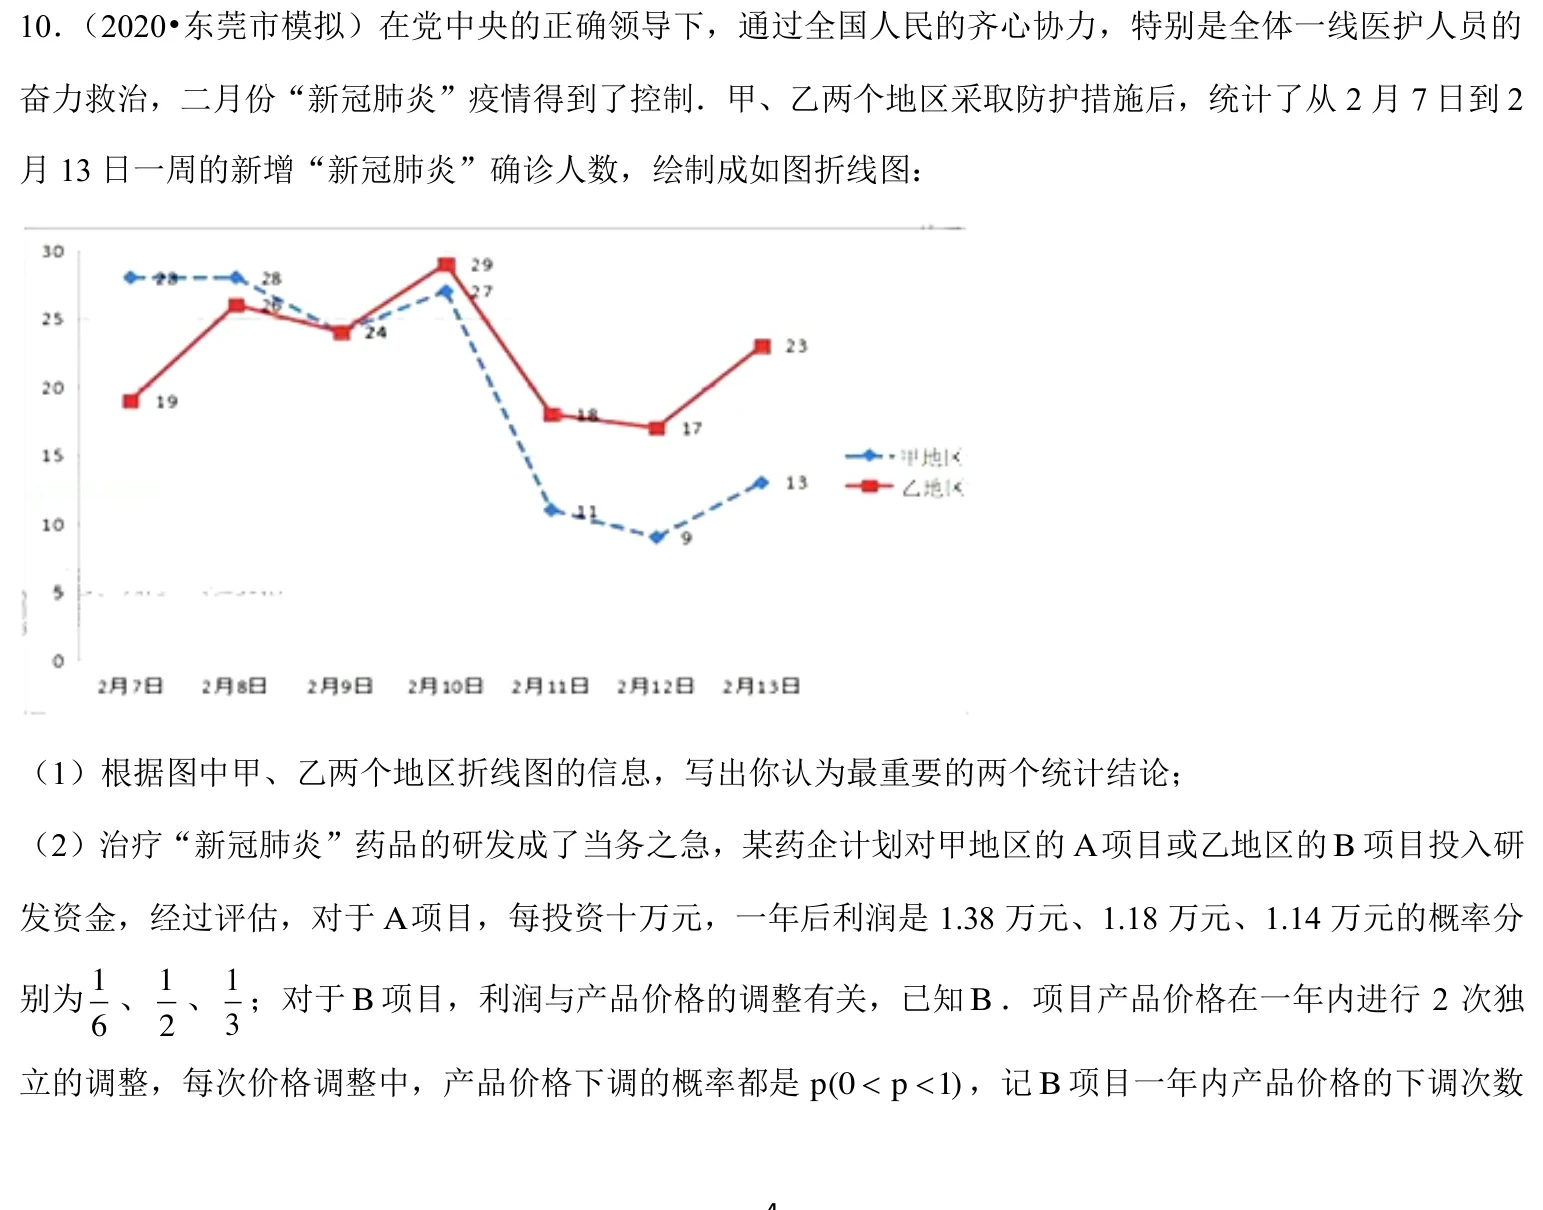 10.（2020•东莞市模拟）在党中央的正确领导下，通过全国人民的齐心协力，特别是全体一线医护人员的
奋力救治，二月份“新冠肺炎”疫情得到了控制．甲、乙两个地区采取防护措施后，统计了从 2 月 7 日到 2
月 13 日一周的新增“新冠肺炎”确诊人数，绘制成如图折线图：
30
25
20
15
10
5
0
28
28
26
24
29
27
19
18
17
23
11
9
13
甲地区
乙地区
2月7日 2月8日 2月9日 2月10日 2月11日 2月12日 2月13日
（1）根据图中甲、乙两个地区折线图的信息，写出你认为最重要的两个统计结论；
（2）治疗“新冠肺炎”药品的研发成了当务之急，某药企计划对甲地区的 A项目或乙地区的 B 项目投入研
发资金，经过评估，对于 A项目，每投资十万元，一年后利润是 1.38 万元、1.18 万元、1.14 万元的概率分
别为 1/6 、 1/2 、 1/3；对于 B 项目，利润与产品价格的调整有关，已知 B．项目产品价格在一年内进行 2 次独
立的调整，每次价格调整中，产品价格下调的概率都是 p(0 < p < 1)，记 B 项目一年内产品价格的下调次数